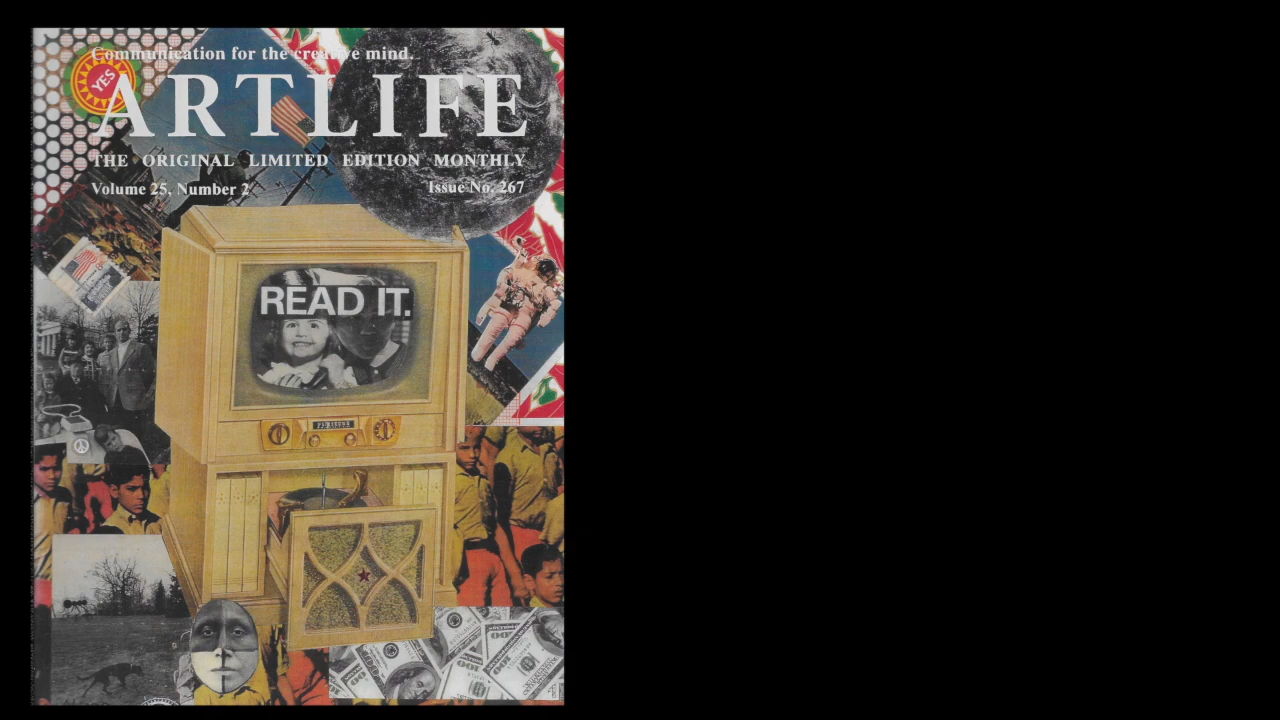 Communication for the creative mind.
YES
ARTLIFE
THE ORIGINAL LIMITED EDITION MONTHLY
Volume 25, Number 2
Issue No. 267
READ IT.